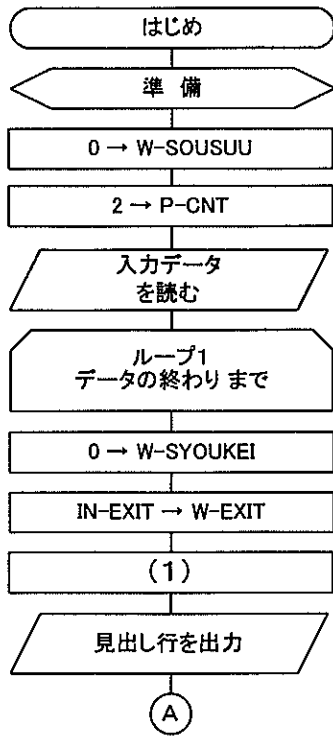 はじめ
準 備
0 → W-SOUSUU
2 → P-CNT
入力データ
を読む
ループ1
データの終わり まで
0 → W-SYOUKEI
IN-EXIT → W-EXIT
(1)
見出し行を出力
A